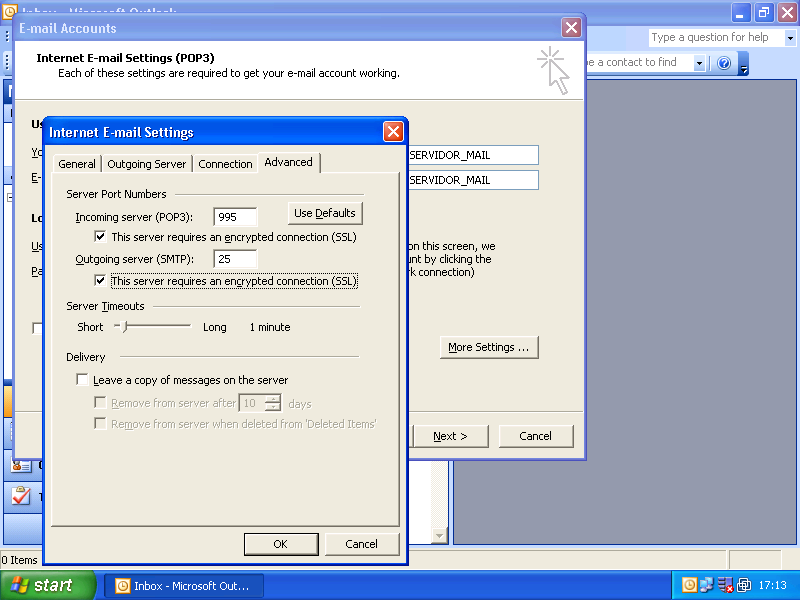 Inbox - Microsoft Outlook
E-mail Accounts
Type a question for help
Internet E-mail Settings (POP3)
Each of these settings are required to get your e-mail account working.
e a contact to find
Internet E-mail Settings
General
Outgoing Server
Connection
Advanced
SERVIDOR_MAIL
SERVIDOR_MAIL
Server Port Numbers
Incoming server (POP3):
995
Use Defaults
This server requires an encrypted connection (SSL)
Outgoing server (SMTP):
25
This server requires an encrypted connection (SSL)
on this screen, we
unt by clicking the
rk connection)
Server Timeouts
Short
Long
1 minute
More Settings ...
Delivery
Leave a copy of messages on the server
Remove from server after
10
days
Remove from server when deleted from 'Deleted Items'
Next >
Cancel
OK
Cancel
0 Items
start
Inbox - Microsoft Out...
17:13